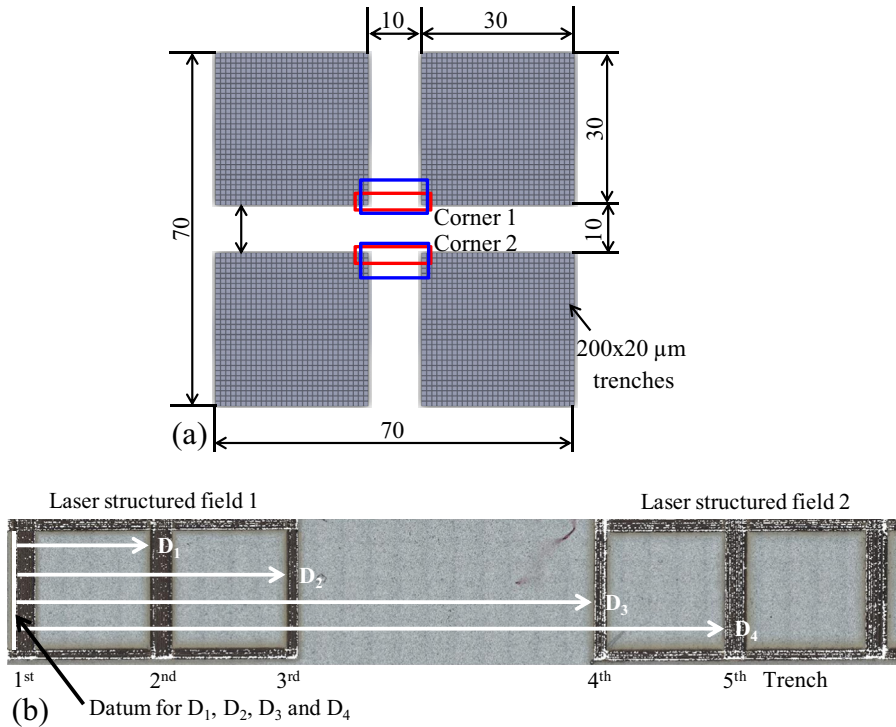 10
30
30
70
Corner 1
Corner 2
10
200x20 µm
trenches
(a)
70
Laser structured field 1
Laser structured field 2
D₁
D₂
D₃
D₄
1st
2nd
3rd
4th
5th
Trench
(b)
Datum for D₁, D₂, D₃ and D₄